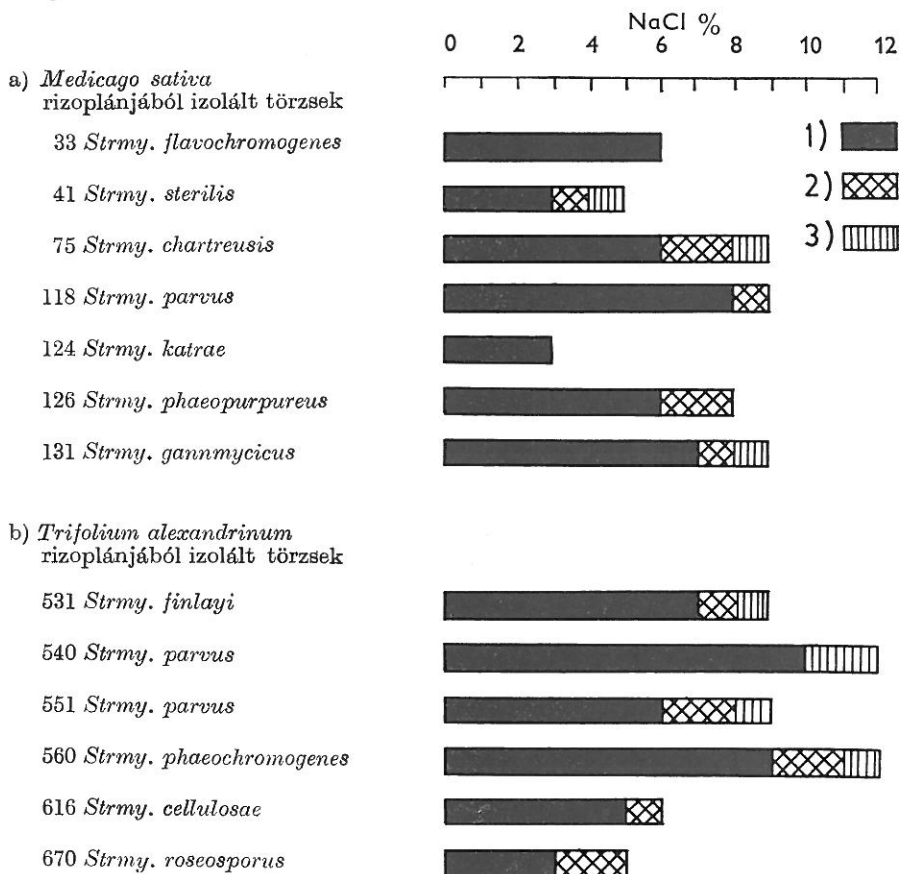 NaCl %
0 2 4 6 8 10 12
a) Medicago sativa
rizoplánjából izolált törzsek
33 Strmy. flavochromogenes
1)
41 Strmy. sterilis
2)
75 Strmy. chartreusis
3)
118 Strmy. parvus
124 Strmy. katrae
126 Strmy. phaeopurpureus
131 Strmy. gannmycicus
b) Trifolium alexandrinum
rizoplánjából izolált törzsek
531 Strmy. finlayi
540 Strmy. parvus
551 Strmy. parvus
560 Strmy. phaeochromogenes
616 Strmy. cellulosae
670 Strmy. roseosporus